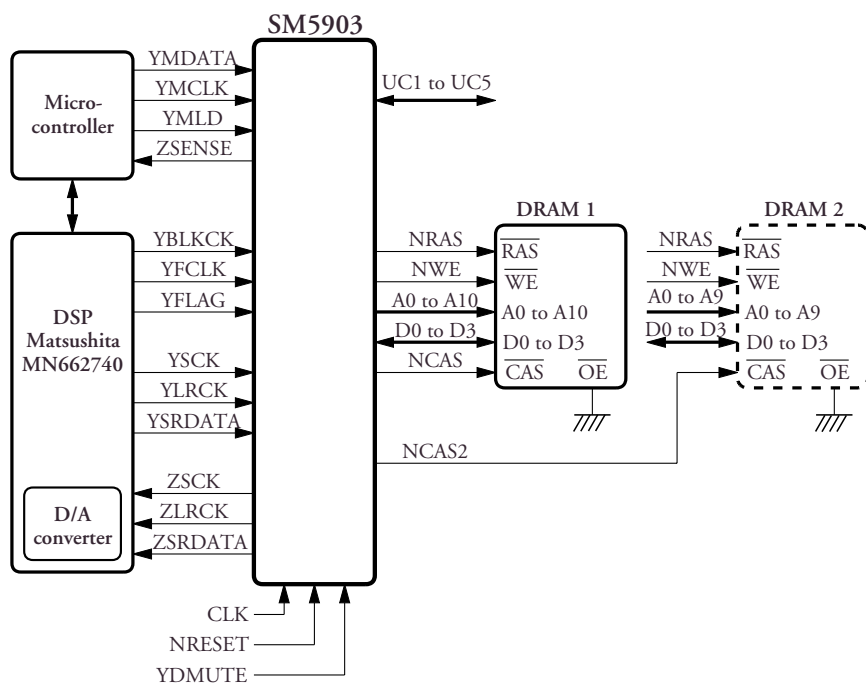 SM5903
YMDATA
YMCLK
YMLD
ZSENSE
Micro-
controller
UC1 to UC5
DSP
Matsushita
MN662740
YBLKCK
YFCLK
YFLAG
YSCK
YLRCK
YSRDATA
ZSCK
ZLRCK
ZSRDATA
D/A
converter
NRAS
NWE
A0 to A10
D0 to D3
NCAS
NCAS2
DRAM 1
RAS
WE
A0 to A10
D0 to D3
CAS OE
NRAS
NWE
A0 to A9
D0 to D3
DRAM 2
RAS
WE
A0 to A9
D0 to D3
CAS OE
CLK
NRESET
YDMUTE